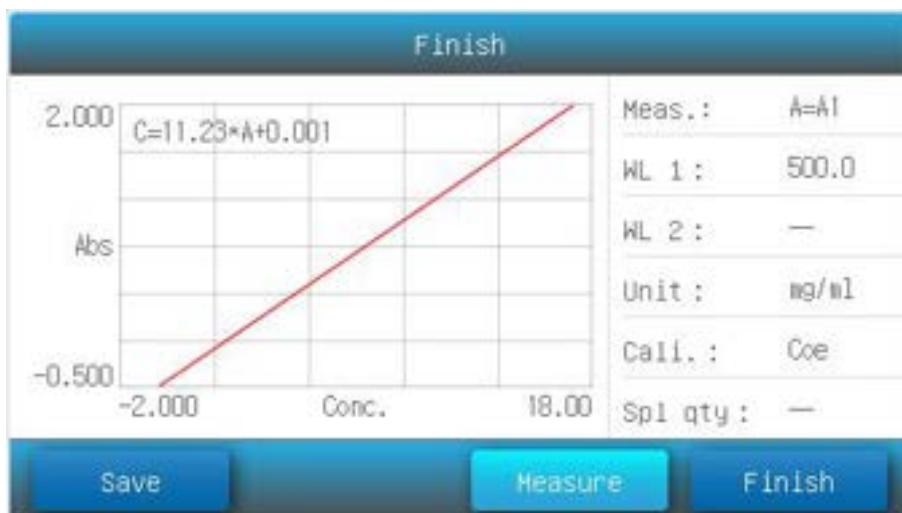 Finish
2.000
C=11.23*A+0.001
Abs
-0.500
-2.000 Conc. 18.00
Meas.: A=A1
WL 1: 500.0
WL 2: —
Unit: mg/ml
Cali.: Coe
Spl qty: —
Save Measure Finish